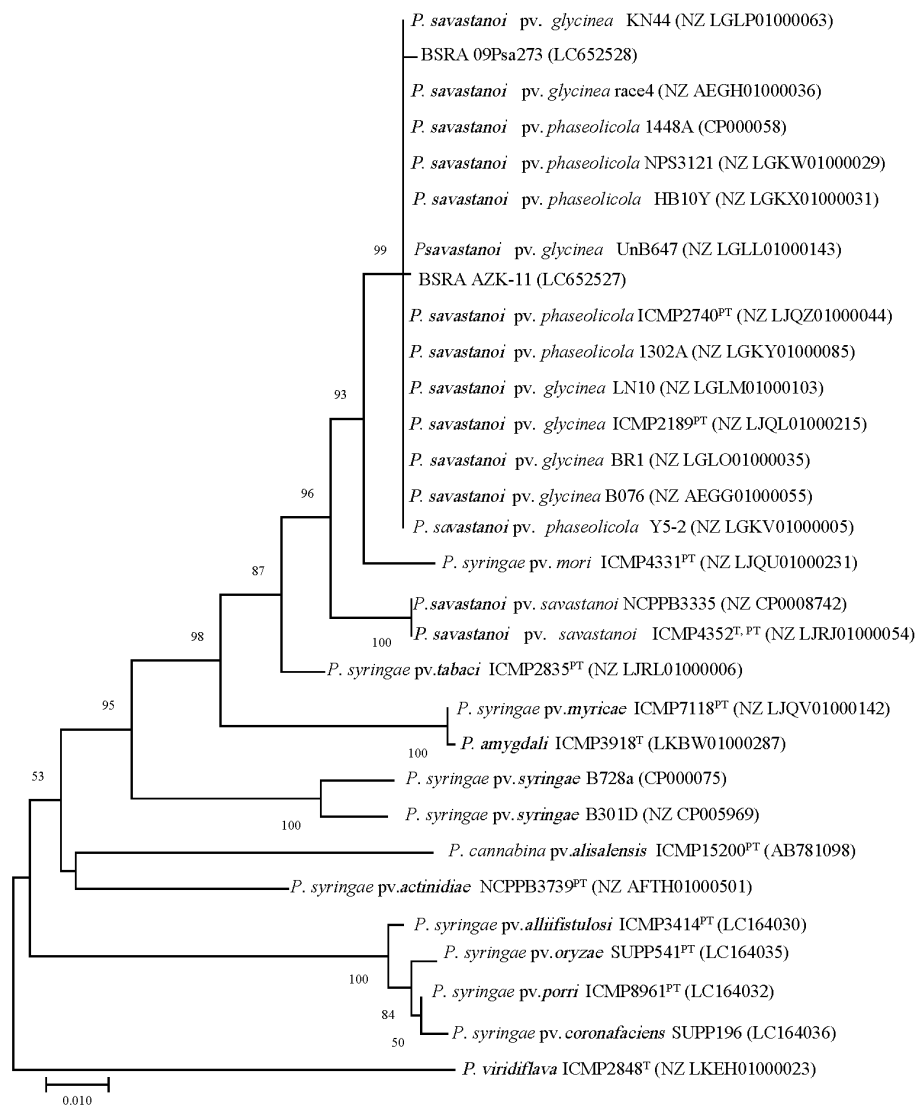 P. savastanoi pv. glycinea KN44 (NZ LGLP01000063)
BSRA 09Psa273 (LC652528)
P. savastanoi pv. glycinea race4 (NZ AEGH01000036)
P. savastanoi pv. phaseolicola 1448A (CP000058)
P. savastanoi pv. phaseolicola NPS3121 (NZ LGKW01000029)
P. savastanoi pv. phaseolicola HB10Y (NZ LGKX01000031)
99
Psavastanoi pv. glycinea UnB647 (NZ LGLL01000143)
BSRA AZK-11 (LC652527)
P. savastanoi pv. phaseolicola ICMP2740PT (NZ LJQZ01000044)
P. savastanoi pv. phaseolicola 1302A (NZ LGKY01000085)
P. savastanoi pv. glycinea LN10 (NZ LGLM01000103)
93
P. savastanoi pv. glycinea ICMP2189PT (NZ LJQL01000215)
P. savastanoi pv. glycinea BR1 (NZ LGLO01000035)
96
P. savastanoi pv. glycinea B076 (NZ AEGG01000055)
P. savastanoi pv. phaseolicola Y5-2 (NZ LGKV01000005)
P. syringae pv. mori ICMP4331PT (NZ LJQU01000231)
87
P.savastanoi pv. savastanoi NCPPB3335 (NZ CP0008742)
P. savastanoi pv. savastanoi ICMP4352T, PT (NZ LJRJ01000054)
100
98
P. syringae pv.tabaci ICMP2835PT (NZ LJRL01000006)
95
P. syringae pv.myricae ICMP7118PT (NZ LJQV01000142)
P. amygdali ICMP3918T (LKBW01000287)
100
53
P. syringae pv.syringae B728a (CP000075)
P. syringae pv.syringae B301D (NZ CP005969)
100
P. cannabina pv.alisalensis ICMP15200PT (AB781098)
P. syringae pv.actinidiae NCPPB3739PT (NZ AFTH01000501)
P. syringae pv.alliifistulosi ICMP3414PT (LC164030)
P. syringae pv.oryzae SUPP541PT (LC164035)
100
P. syringae pv.porri ICMP8961PT (LC164032)
84
P. syringae pv. coronafaciens SUPP196 (LC164036)
50
P. viridiflava ICMP2848T (NZ LKEH01000023)
0.010